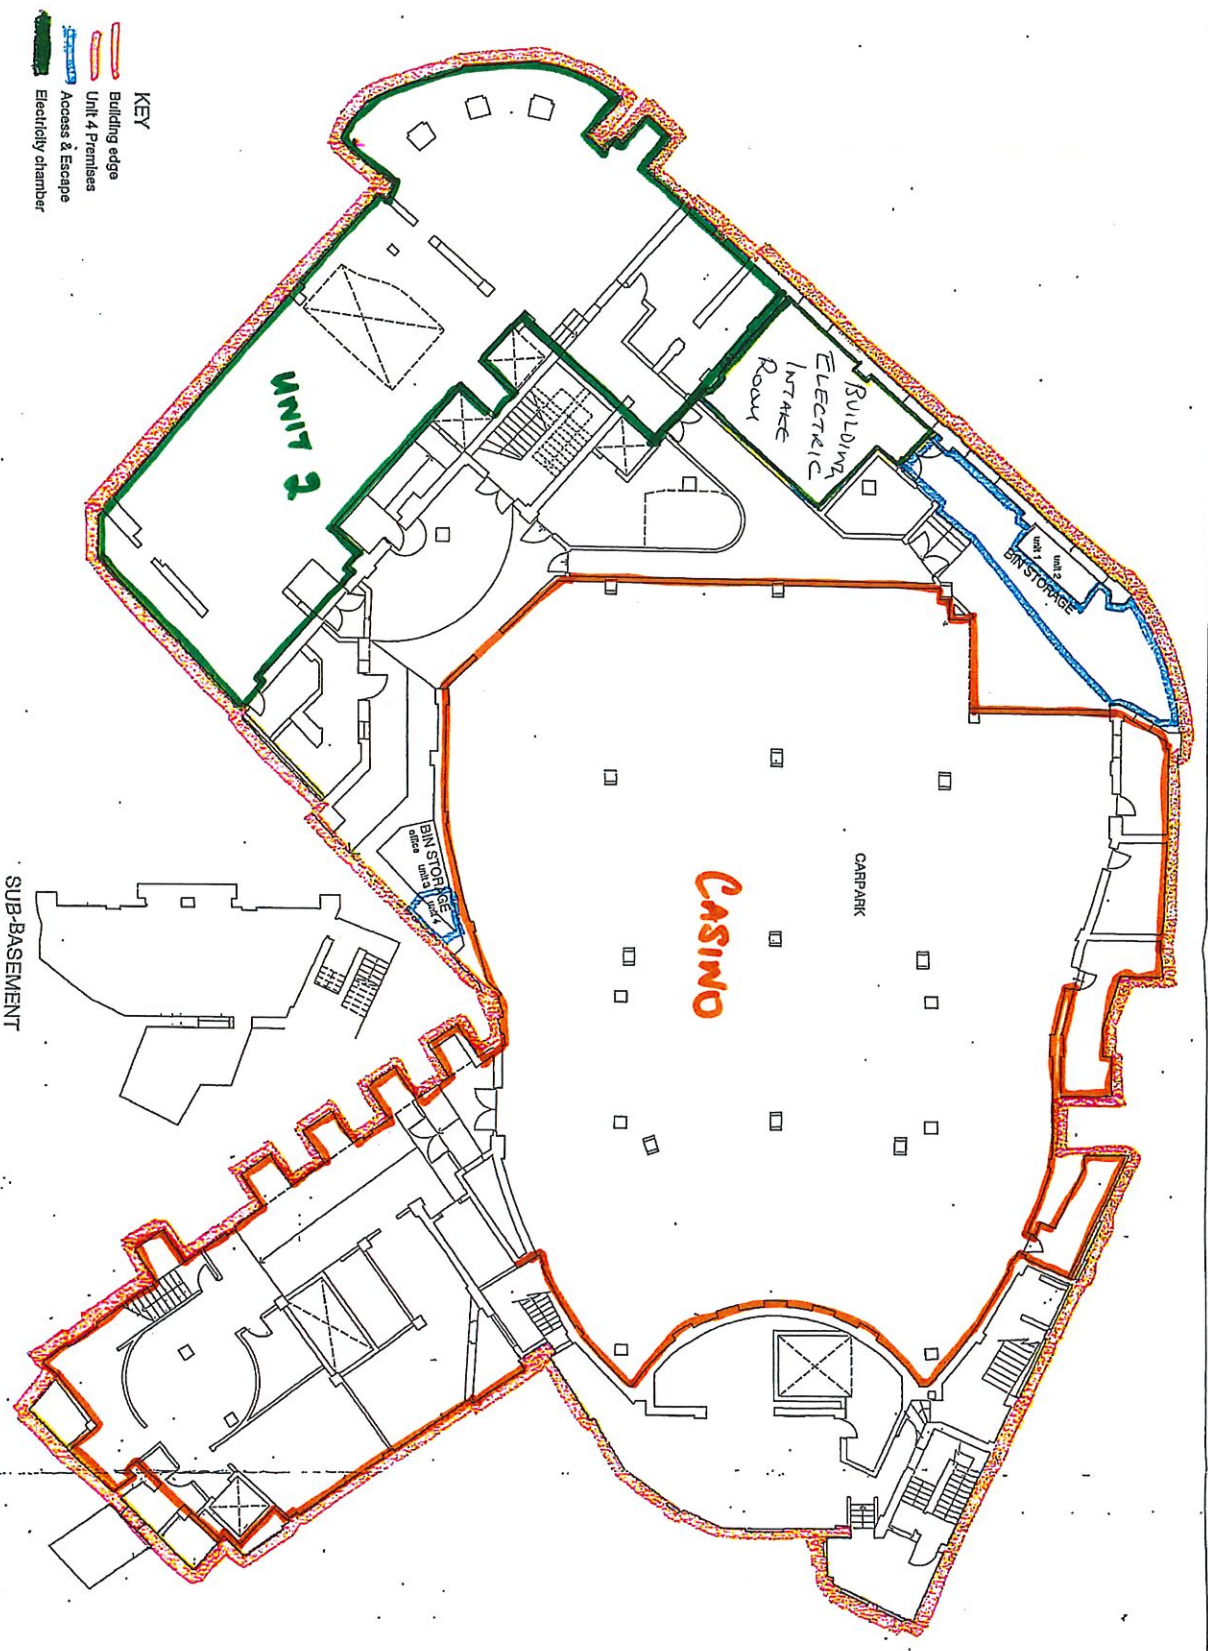 KEY
Building edge
Unit 4 Premises
Access & Escape
Electricity chamber
UNIT 2
BUILDING
ELECTRIC
INTAKE
ROOM
unit 2
unit 1
BIN STORAGE
CARPARK
CASINO
BIN STORAGE
office unit 3
unit 4
SUB-BASEMENT